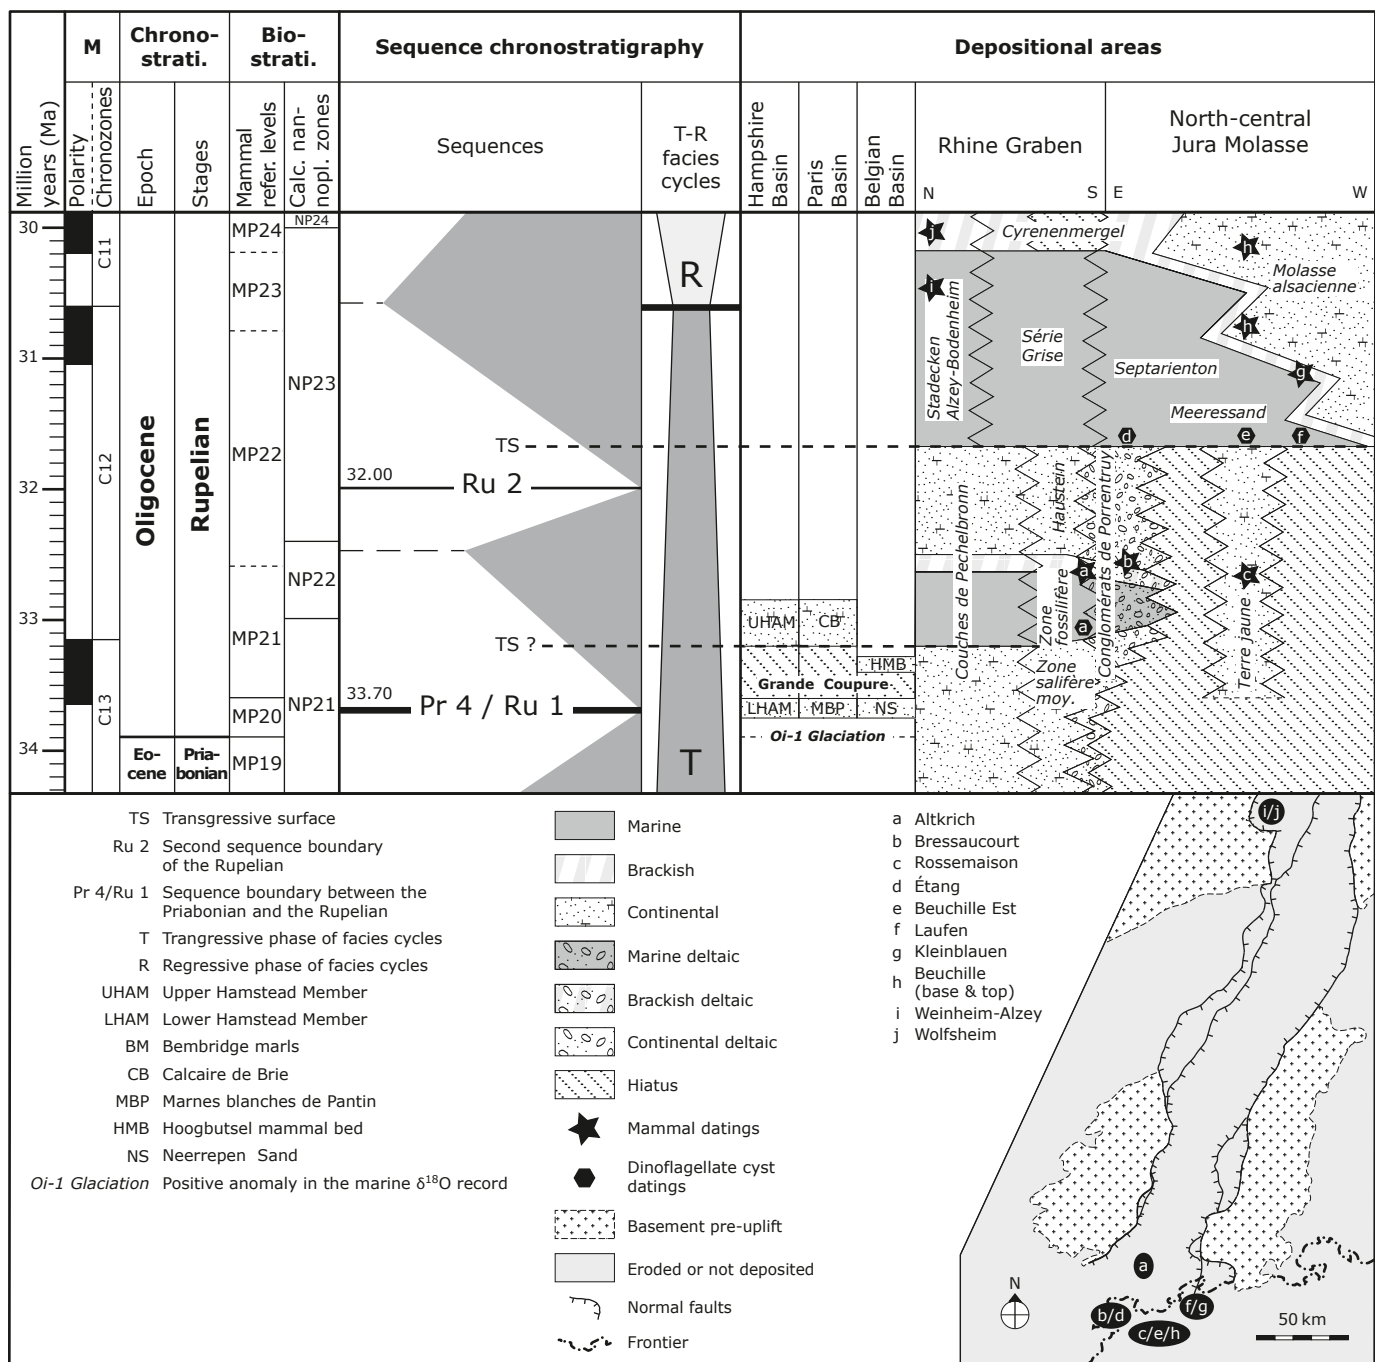 M
Chrono-
strati.
Bio-
strati.
Sequence chronostratigraphy
Depositional areas
Million
years (Ma)
Polarity
Chronozones
Epoch
Stages
Mammal
refer. levels
Calc. nan-
nopl. zones
Sequences
T-R
facies
cycles
Hampshire
Basin
Paris
Basin
Belgian
Basin
Rhine Graben
N
S
North-central
Jura Molasse
E
W
30
31
32
33
34
C11
C12
C13
Oligocene
Eo-
cene
Rupelian
Pria-
bonian
MP24
MP23
MP22
MP21
MP20
MP19
NP24
NP23
NP22
NP21
TS
32.00
Ru 2
TS ?
33.70
Pr 4 / Ru 1
R
T
UHAM
CB
HMB
Grande Coupure
LHAM
MBP
NS
Oi-1 Glaciation
j
Cyrenenmergel
h
Molasse
alsacienne
i
Stadecken
Alzey-Bodenheim
Série
Grise
h
Septarienton
g
Meeressand
d
e
f
Couches de Pechelbronn
Haustein
Zone
fossilifère
Conglomérats de Porrentruy
a
b
c
a
Terre Jaune
Zone
salifère
moy.
TS Transgressive surface
Ru 2 Second sequence boundary
of the Rupelian
Pr 4/Ru 1 Sequence boundary between the
Priabonian and the Rupelian
T Trangressive phase of facies cycles
R Regressive phase of facies cycles
UHAM Upper Hamstead Member
LHAM Lower Hamstead Member
BM Bembridge marls
CB Calcaire de Brie
MBP Marnes blanches de Pantin
HMB Hoogbutsel mammal bed
NS Neerrepen Sand
Oi-1 Glaciation Positive anomaly in the marine δ¹⁸O record
Marine
Brackish
Continental
Marine deltaic
Brackish deltaic
Continental deltaic
Hiatus
Mammal datings
Dinoflagellate cyst
datings
Basement pre-uplift
Eroded or not deposited
Normal faults
Frontier
a Altkrich
b Bressaucourt
c Rossemaison
d Étang
e Beuchille Est
f Laufen
g Kleinblauen
h Beuchille
(base & top)
i Weinheim-Alzey
j Wolfsheim
i/j
a
b/d
f/g
c/e/h
N
50 km